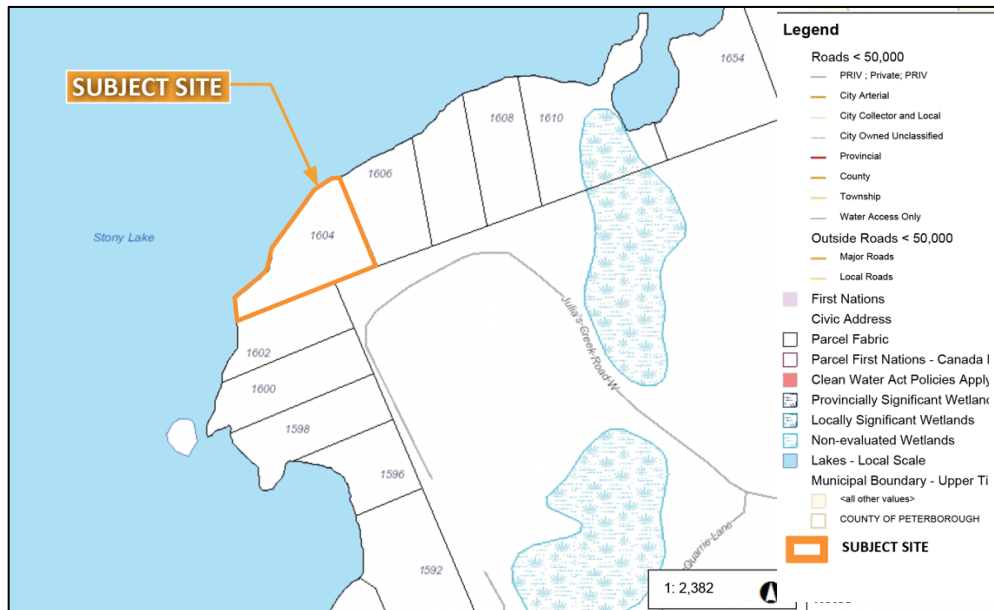 SUBJECT SITE
1654
1608
1610
1606
1604
Stony Lake
1602
1600
1598
1596
1592
Julia's-Creek-Road-W
Quarrie-Lane
1: 2,382
Legend
Roads < 50,000
PRIV ; Private; PRIV
City Arterial
City Collector and Local
City Owned Unclassified
Provincial
County
Township
Water Access Only
Outside Roads < 50,000
Major Roads
Local Roads
First Nations
Civic Address
Parcel Fabric
Parcel First Nations - Canada
Clean Water Act Policies Apply
Provincially Significant Wetlanc
Locally Significant Wetlands
Non-evaluated Wetlands
Lakes - Local Scale
Municipal Boundary - Upper Ti
<all other values>
COUNTY OF PETERBOROUGH
SUBJECT SITE